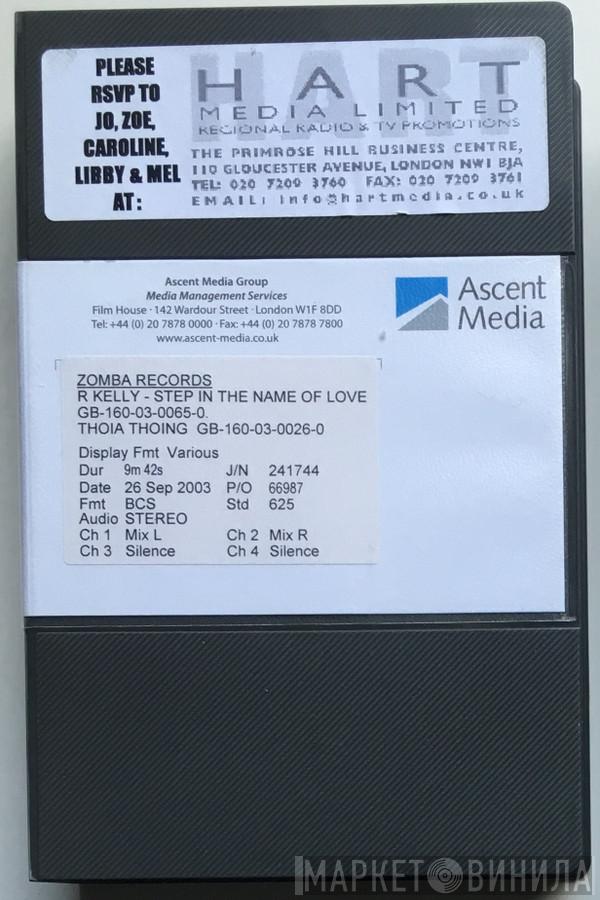 PLEASE
RSVP TO
JO, ZOE,
CAROLINE,
LIBBY & MEL
AT:
HART
HART
MEDIA LIMITED
REGIONAL RADIO & TV PROMOTIONS
THE PRIMROSE HILL BUSINESS CENTRE,
110 GLOUCESTER AVENUE, LONDON NW1 8JA
TEL: 020 7209 3760 FAX: 020 7209 3761
EMAIL: info@hartmedia.co.uk
Ascent Media Group
Media Management Services
Film House · 142 Wardour Street · London W1F 8DD
Tel: +44 (0) 20 7878 0000 · Fax: +44 (0) 20 7878 7800
www.ascent-media.co.uk
Ascent
Media
ZOMBA RECORDS
R KELLY - STEP IN THE NAME OF LOVE
GB-160-03-0065-0.
THOIA THOING GB-160-03-0026-0
Display Fmt Various
Dur 9m 42s J/N 241744
Date 26 Sep 2003 P/O 66987
Fmt BCS Std 625
Audio STEREO
Ch 1 Mix L Ch 2 Mix R
Ch 3 Silence Ch 4 Silence
МАРКЕТ ВИНИЛА